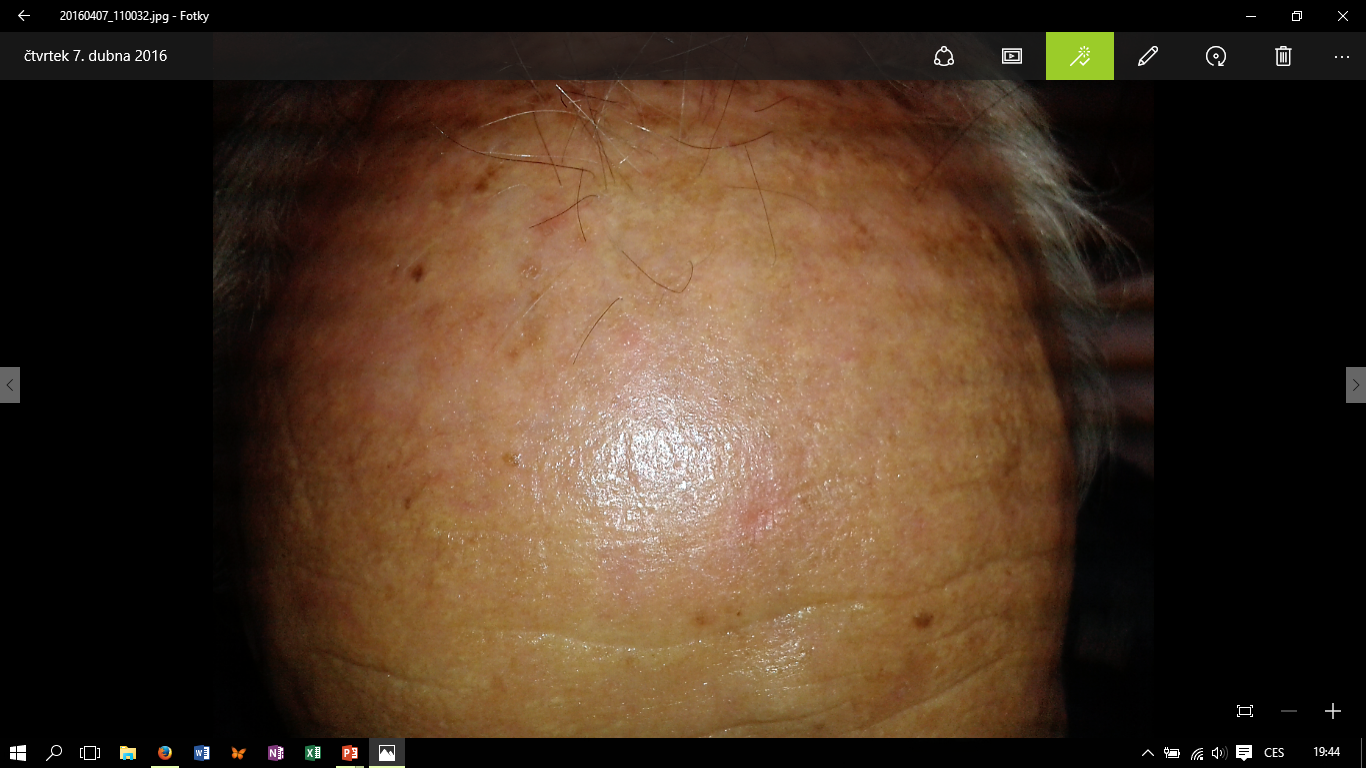 20160407_110032.jpg - Fotky
čtvrtek 7. dubna 2016
CES
19:44